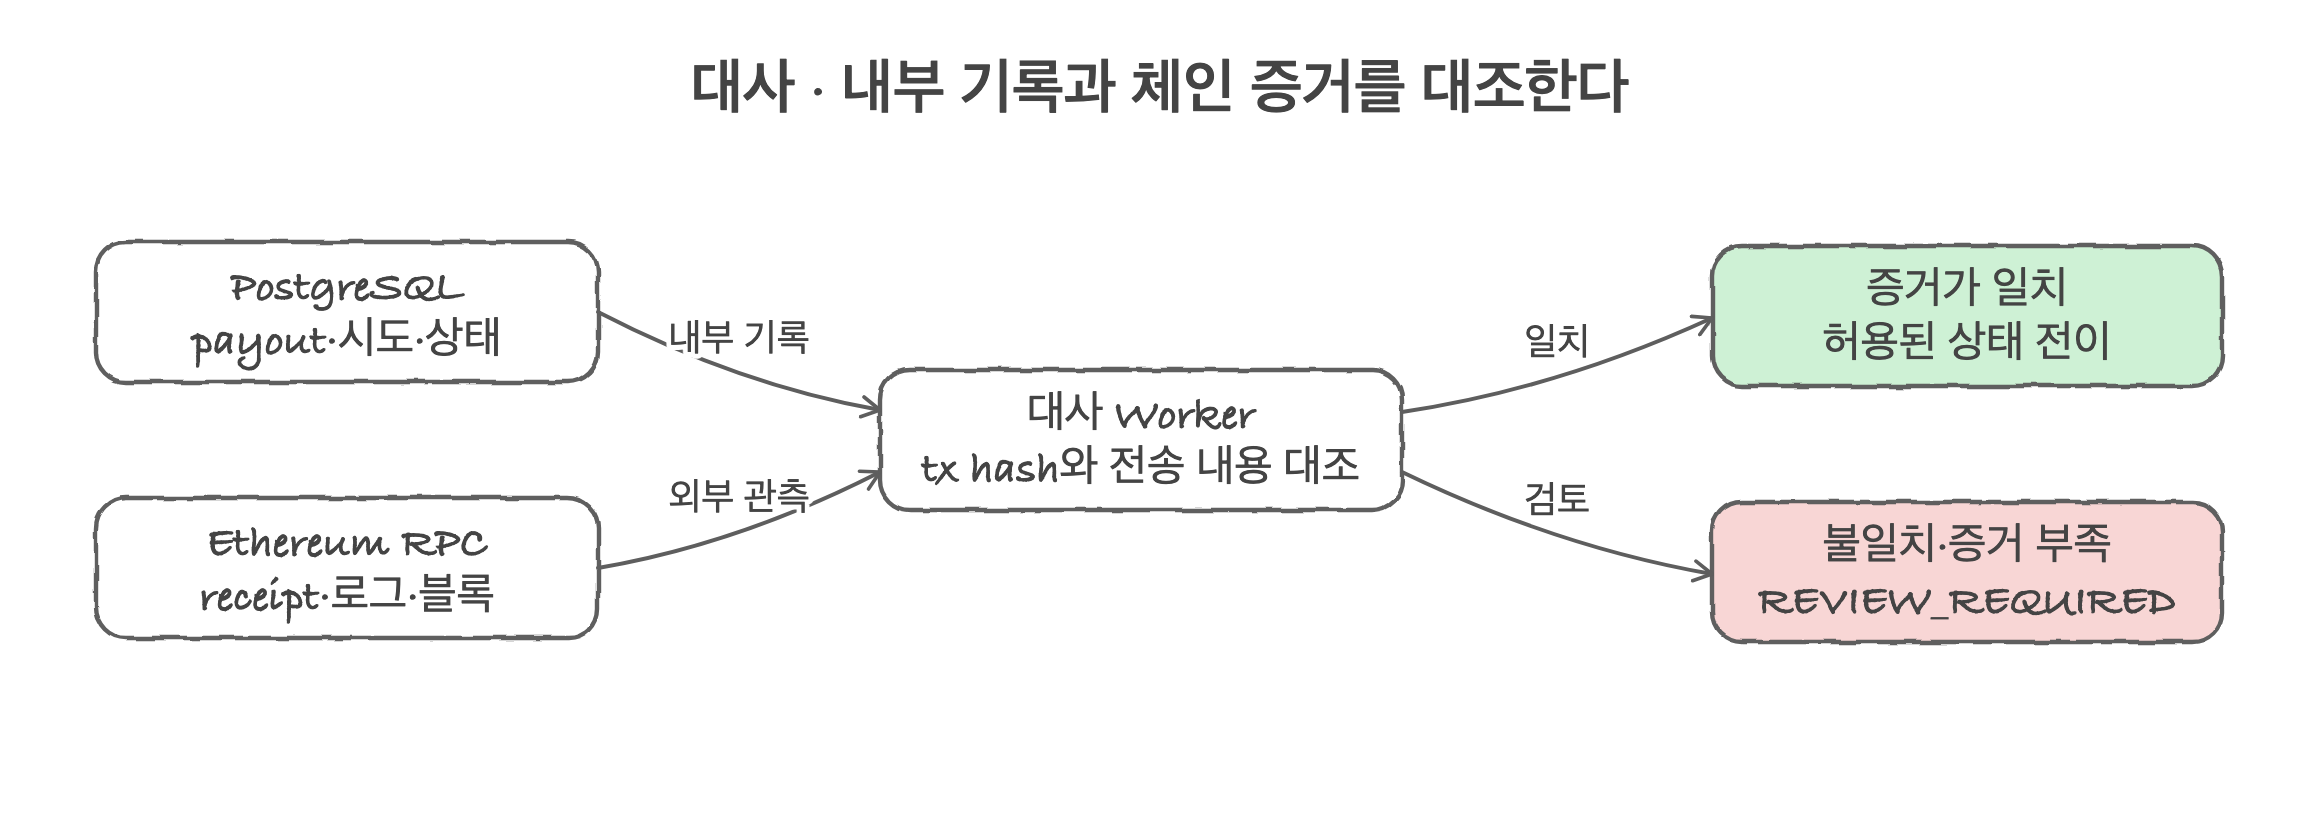 대사 · 내부 기록과 체인 증거를 대조한다
PostgreSQL
payout·시도·상태
내부 기록
Ethereum RPC
receipt·로그·블록
외부 관측
대사 Worker
tx hash와 전송 내용 대조
일치
증거가 일치
허용된 상태 전이
검토
불일치·증거 부족
REVIEW_REQUIRED